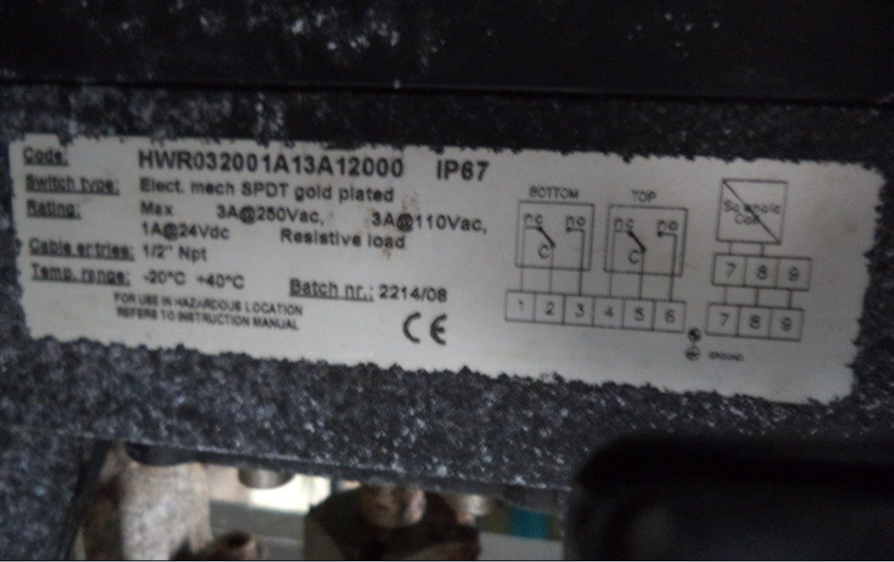 Code: HWR032001A13A12000 IP67
Switch type: Elect. mech SPDT gold plated
Rating: Max 3A@250Vac, 3A@110Vac,
1A@24Vdc Resistive load
Cable entries: 1/2" Npt
Temp. range: -20°C +40°C Batch nr.: 2214/08
FOR USE IN HAZARDOUS LOCATION
REFERS TO INSTRUCTION MANUAL
CE
BOTTOM TOP
nc no nc no
C C
1 2 3 4 5 6
Coil
7 8 9
7 8 9
GROUND